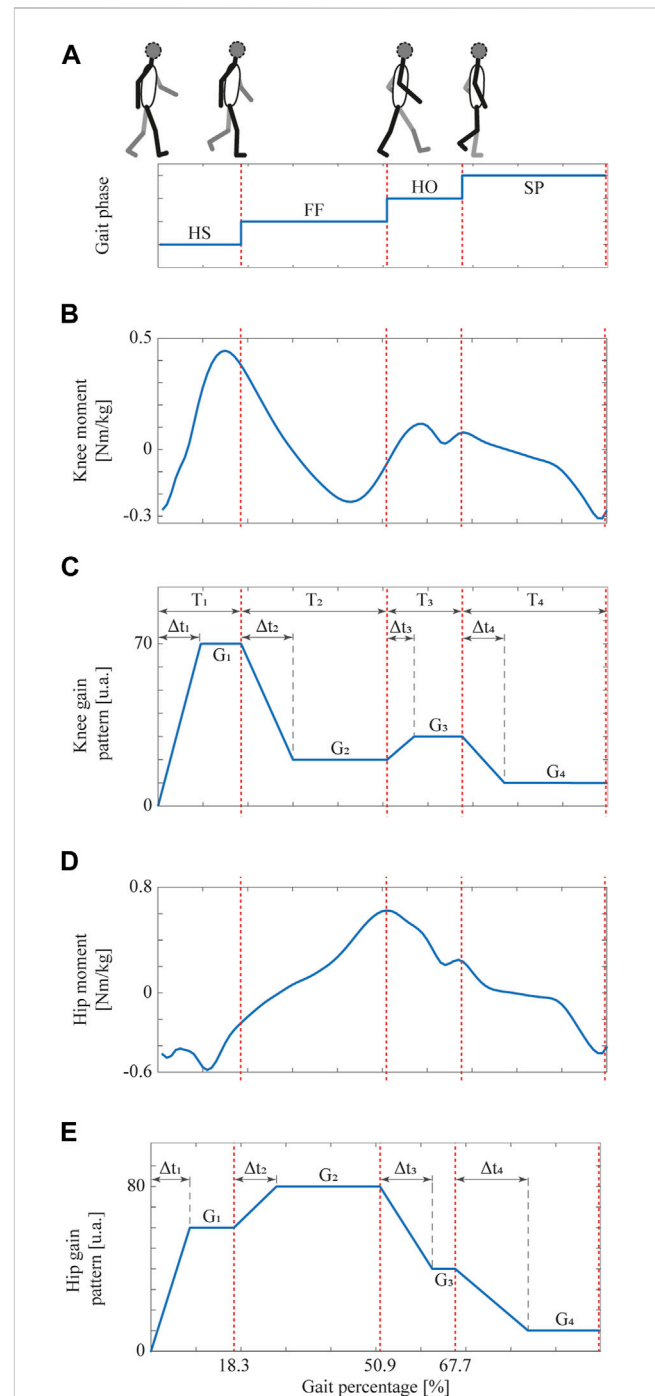 A
Gait phase
HS
FF
HO
SP
B
Knee moment
[Nm/kg]
0.5
0
-0.3
C
Knee gain
pattern [u.a.]
T₁ T₂ T₃ T₄
Δt₁ Δt₂ Δt₃ Δt₄
70
G₁
G₂
G₃
G₄
0
D
Hip moment
[Nm/kg]
0.8
0
-0.6
E
Hip gain
pattern [u.a.]
Δt₁ Δt₂ Δt₃ Δt₄
80
G₁
G₂
G₃
G₄
0
18.3 50.9 67.7
Gait percentage [%]